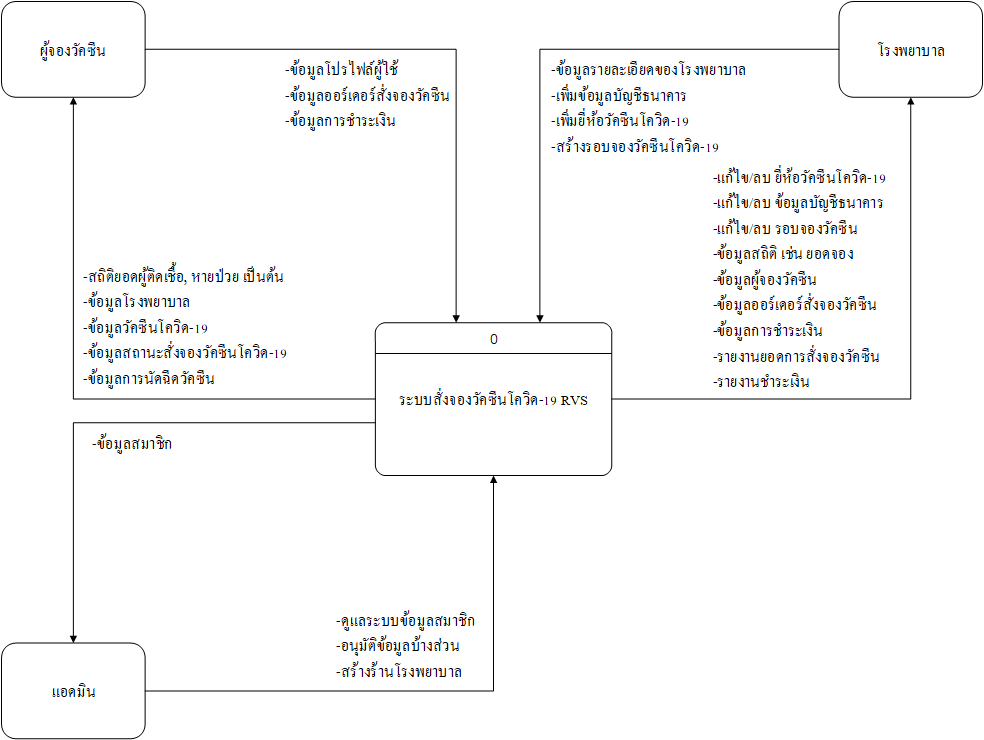 ผู้จองวัคซีน
โรงพยาบาล
-ข้อมูลโปรไฟล์ผู้ใช้
-ข้อมูลออร์เดอร์สั่งจองวัคซีน
-ข้อมูลการชำระเงิน
-ข้อมูลรายละเอียดของโรงพยาบาล
-เพิ่มข้อมูลบัญชีธนาคาร
-เพิ่มยี่ห้อวัคซีนโควิด-19
-สร้างรอบจองวัคซีนโควิด-19
-แก้ไข/ลบ ยี่ห้อวัคซีนโควิด-19
-แก้ไข/ลบ ข้อมูลบัญชีธนาคาร
-แก้ไข/ลบ รอบจองวัคซีน
-ข้อมูลสถิติ เช่น ยอดจอง
-ข้อมูลผู้จองวัคซีน
-ข้อมูลออร์เดอร์สั่งจองวัคซีน
-ข้อมูลการชำระเงิน
-รายงานยอดการสั่งจองวัคซีน
-รายงานชำระเงิน
-สถิติยอดผู้ติดเชื้อ, หายป่วย เป็นต้น
-ข้อมูลโรงพยาบาล
-ข้อมูลวัคซีนโควิด-19
-ข้อมูลสถานะสั่งจองวัคซีนโควิด-19
-ข้อมูลการนัดฉีดวัคซีน
0
ระบบสั่งจองวัคซีนโควิด-19 RVS
-ข้อมูลสมาชิก
-ดูแลระบบข้อมูลสมาชิก
-อนุมัติข้อมูลบ้างส่วน
-สร้างร้านโรงพยาบาล
แอดมิน